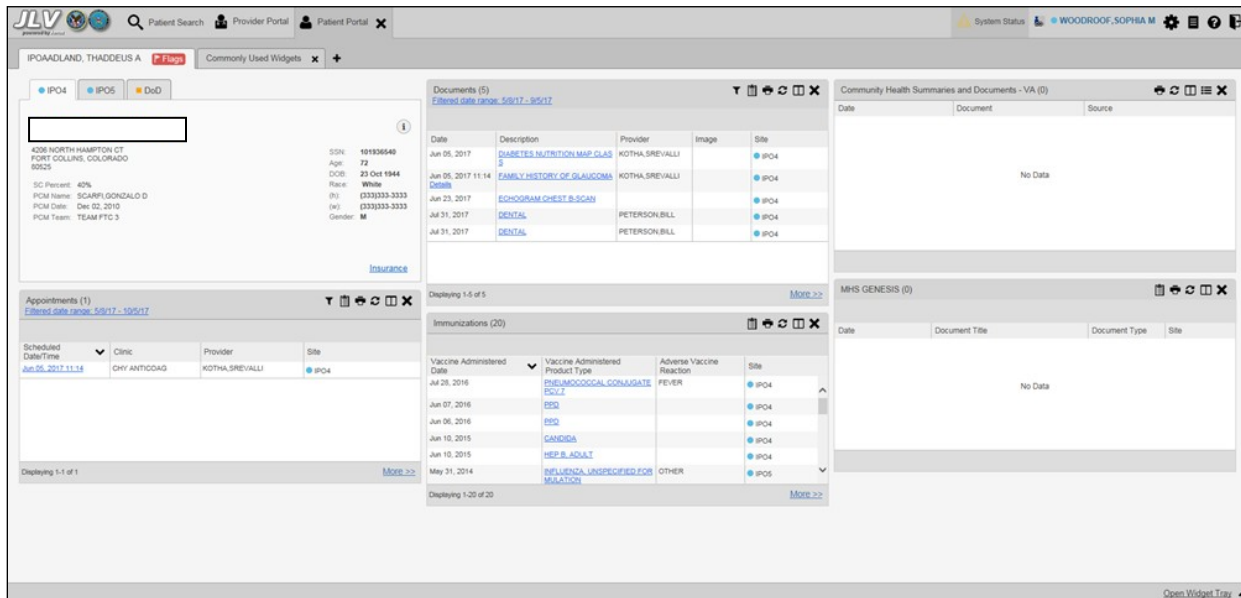 JLV
powered by
Patient Search
Provider Portal
Patient Portal
System Status
WOODROOF,SOPHIA M
IPOAADLAND, THADDEUS A
Flags
Commonly Used Widgets
IPO4
IPO5
DoD
4206 NORTH HAMPTON CT
FORT COLLINS, COLORADO
80525
SC Percent: 40%
PCM Name: SCARFI,GONZALO D
PCM Date: Dec 02, 2010
PCM Team: TEAM FTC 3
SSN: 101936540
Age: 72
DOB: 23 Oct 1944
Race: White
(h): (333)333-3333
(w): (333)333-3333
Gender: M
Insurance
Appointments (1)
Filtered date range: 5/8/17 - 10/5/17
Scheduled Date/Time Clinic Provider Site
Jun 05, 2017 11:14 CHY ANTICOAG KOTHA,SREVALLI IPO4
Displaying 1-1 of 1
More >>
Documents (5)
Filtered date range: 5/8/17 - 9/5/17
Date Description Provider Image Site
Jun 05, 2017 DIABETES NUTRITION MAP CLAS KOTHA,SREVALLI IPO4
S
Jun 05, 2017 11:14 FAMILY HISTORY OF GLAUCOMA KOTHA,SREVALLI IPO4
Details
Jun 23, 2017 ECHOGRAM CHEST B-SCAN IPO4
Jul 31, 2017 DENTAL PETERSON,BILL IPO4
Jul 31, 2017 DENTAL PETERSON,BILL IPO4
Displaying 1-5 of 5
More >>
Immunizations (20)
Vaccine Administered Date Vaccine Administered Product Type Adverse Vaccine Reaction Site
Jul 28, 2016 PNEUMOCOCCAL CONJUGATE FEVER IPO4
PCV 7
Jun 07, 2016 PPD IPO4
Jun 06, 2016 PPD IPO4
Jun 10, 2015 CANDIDA IPO4
Jun 10, 2015 HEP B, ADULT IPO4
May 31, 2014 INFLUENZA, UNSPECIFIED FOR OTHER IPO5
MULATION
Displaying 1-20 of 20
More >>
Community Health Summaries and Documents - VA (0)
Date Document Source
No Data
MHS GENESIS (0)
Date Document Title Document Type Site
No Data
Open Widget Tray